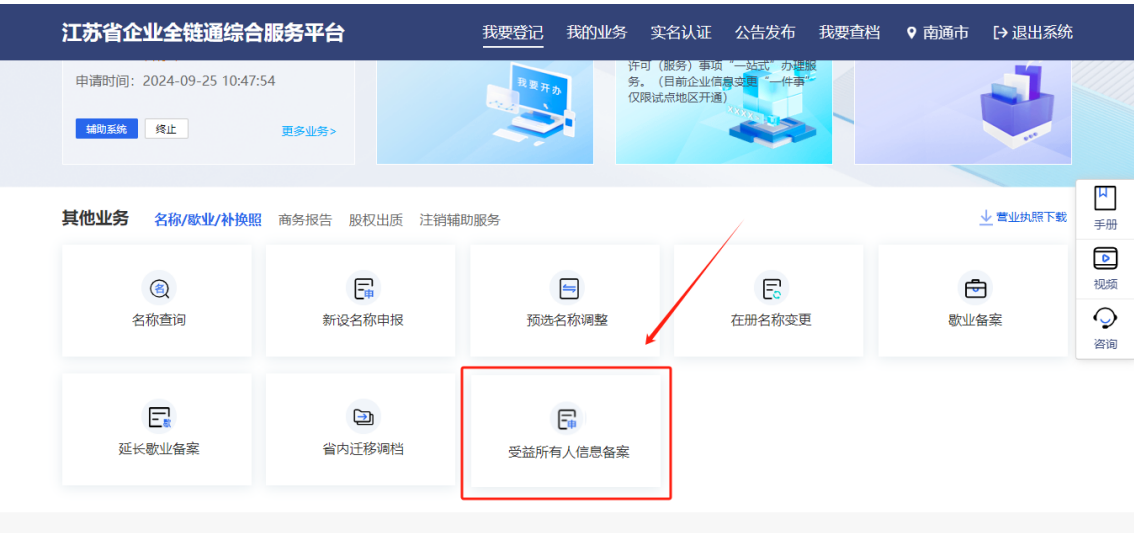 江苏省企业全链通综合服务平台
我要登记 我的业务 实名认证 公告发布 我要查档 南通市 退出系统
申请时间：2024-09-25 10:47:54
辅助系统 终止 更多业务>
我要开办
许可（服务）事项“一站式”办理服
务。（目前企业信息变更“一件事”
仅限试点地区开通）
其他业务 名称/歇业/补换照 商务报告 股权出质 注销辅助服务 营业执照下载
手册
视频
咨询
名 名称查询
申 新设名称申报
预选名称调整
在册名称变更
歇业备案
歇 延长歇业备案
省内迁移调档
申 受益所有人信息备案